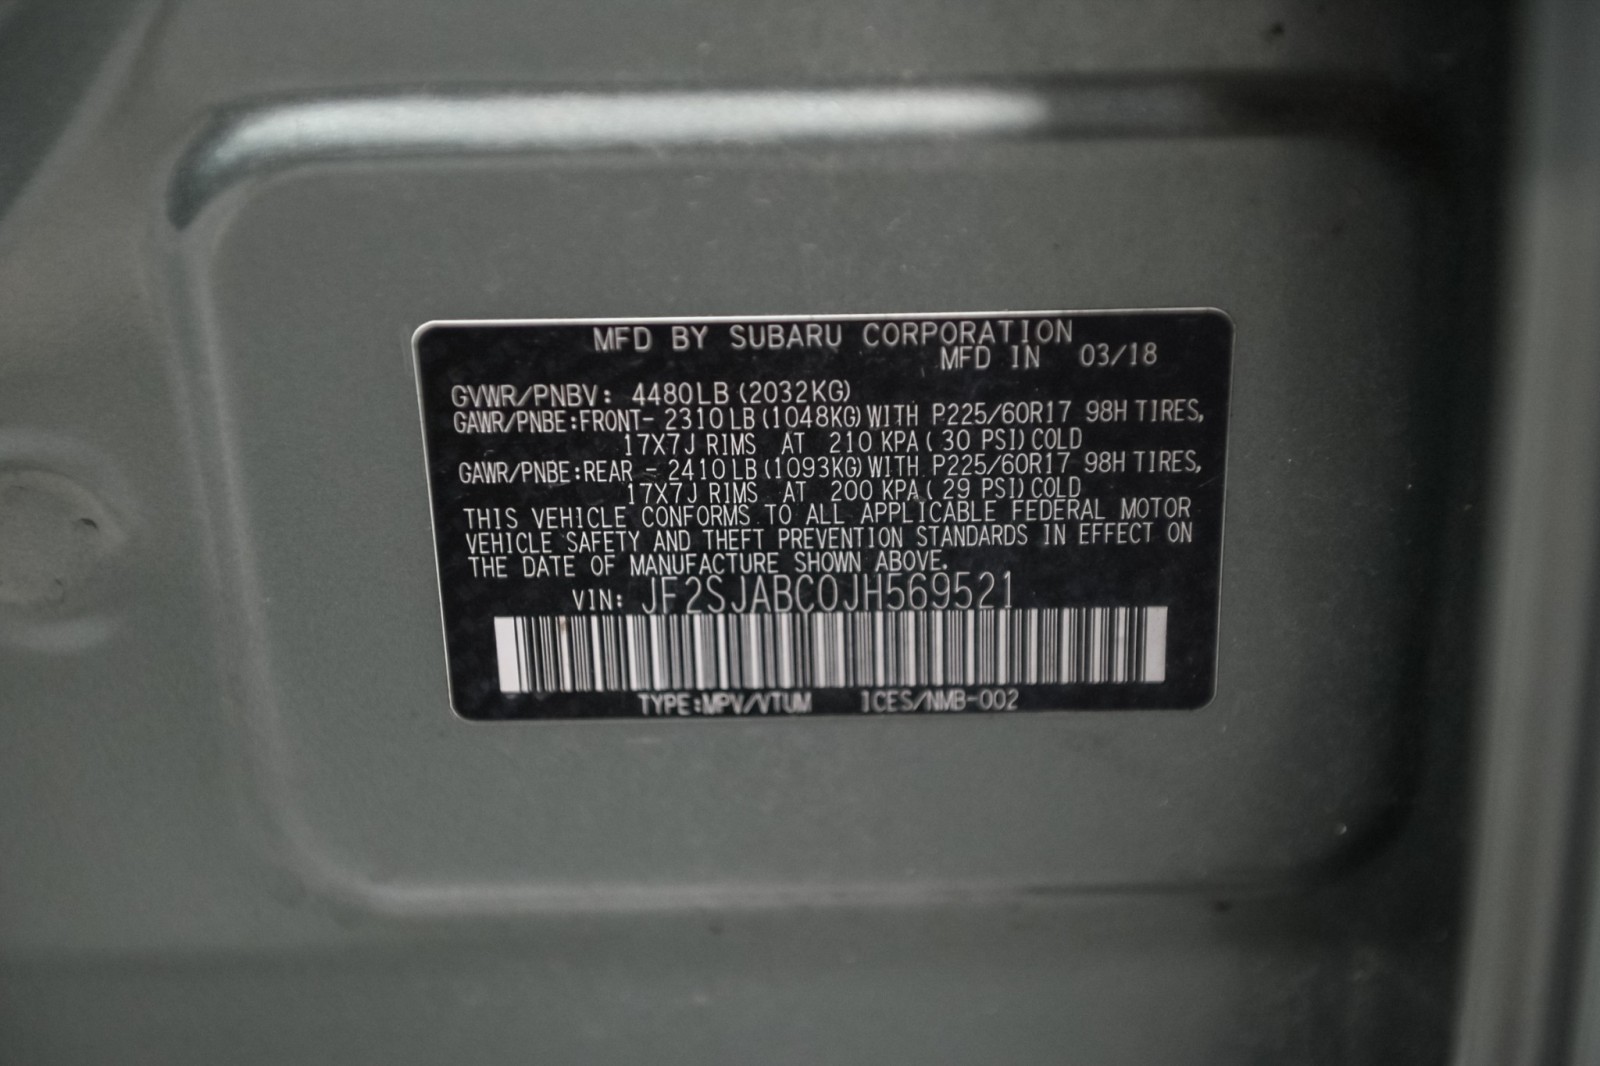 MFD BY SUBARU CORPORATION
MFD IN 03/18
GVWR/PNBV: 4480LB (2032KG)
GAWR/PNBE:FRONT- 2310LB (1048KG) WITH P225/60R17 98H TIRES,
17X7J RIMS AT 210 KPA ( 30 PSI) COLD
GAWR/PNBE:REAR - 2410LB (1093KG) WITH P225/60R17 98H TIRES,
17X7J RIMS AT 200 KPA ( 29 PSI) COLD
THIS VEHICLE CONFORMS TO ALL APPLICABLE FEDERAL MOTOR
VEHICLE SAFETY AND THEFT PREVENTION STANDARDS IN EFFECT ON
THE DATE OF MANUFACTURE SHOWN ABOVE.
VIN: JF2SJABC0JH569521
TYPE:MPV/VTUM ICES/NMB-002